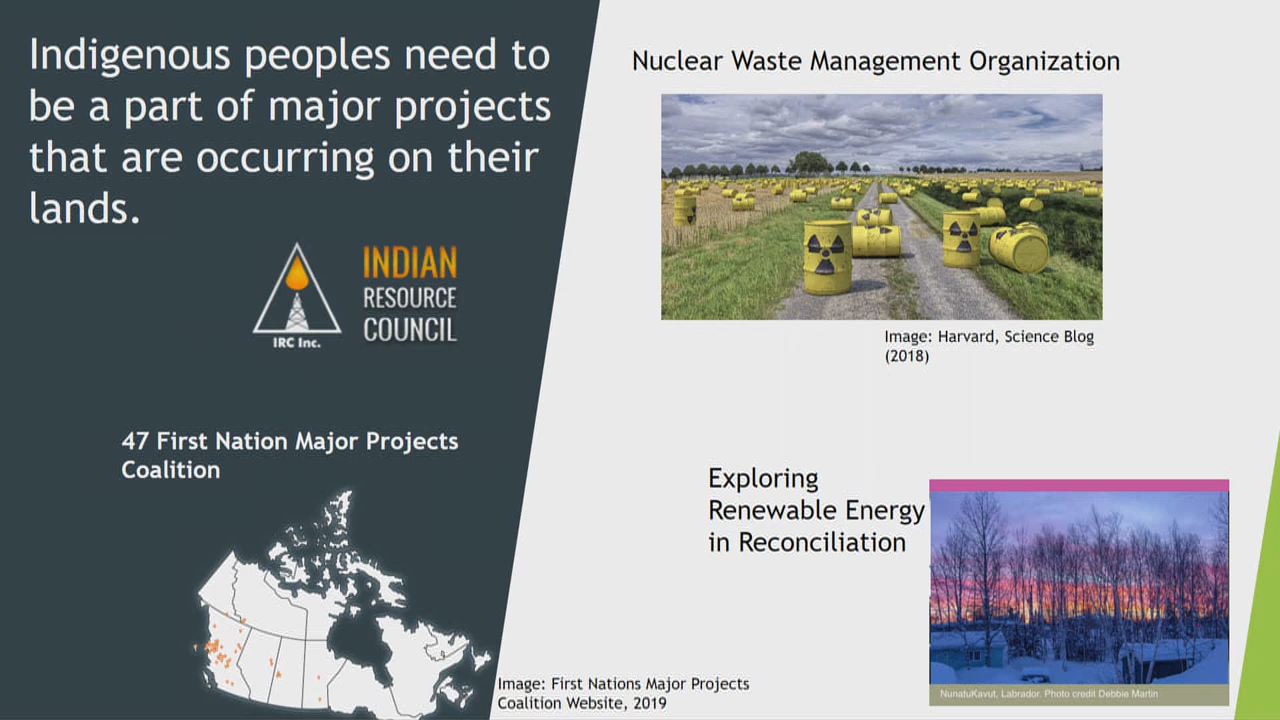 Indigenous peoples need to
be a part of major projects
that are occurring on their
lands.
IRC Inc.
INDIAN
RESOURCE
COUNCIL
47 First Nation Major Projects
Coalition
Image: First Nations Major Projects
Coalition Website, 2019
Nuclear Waste Management Organization
Image: Harvard, Science Blog
(2018)
Exploring
Renewable Energy
in Reconciliation
NunatuKavut, Labrador. Photo credit Debbie Martin